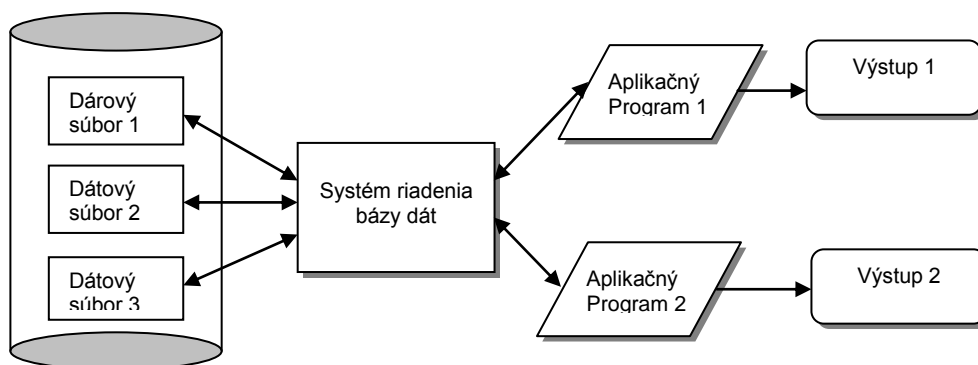 Dárový
súbor 1
Dátový
súbor 2
Dátový
súbor 3
Systém riadenia
bázy dát
Aplikačný
Program 1
Aplikačný
Program 2
Výstup 1
Výstup 2